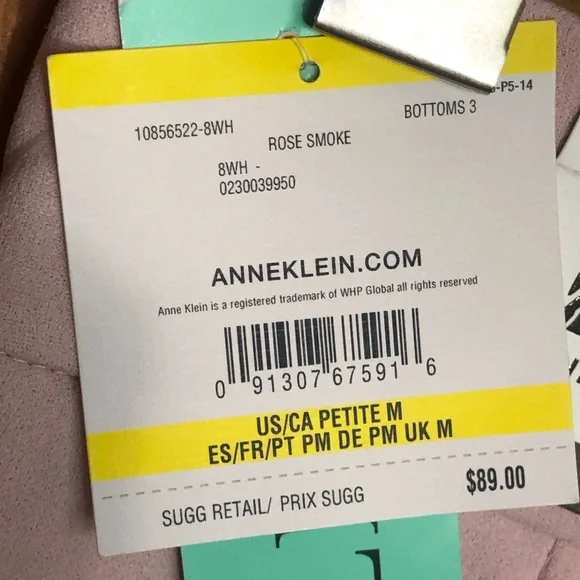 -P5-14
10856522-8WH
BOTTOMS 3
ROSE SMOKE
8WH -
0230039950
ANNEKLEIN.COM
Anne Klein is a registered trademark of WHP Global all rights reserved
0 91307 67591 6
US/CA PETITE M
ES/FR/PT PM DE PM UK M
$89.00
SUGG RETAIL/ PRIX SUGG